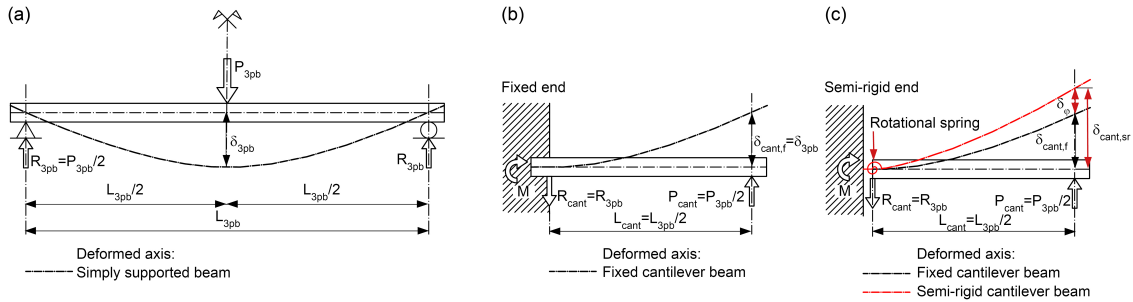 (a)
P3pb
δ3pb
R3pb=P3pb/2
R3pb
L3pb/2
L3pb/2
L3pb
Deformed axis:
Simply supported beam
(b)
Fixed end
δcant,f=δ3pb
M
Rcant=R3pb
Pcant=P3pb/2
Lcant=L3pb/2
Deformed axis:
Fixed cantilever beam
(c)
Semi-rigid end
Rotational spring
δφ
δcant,f
δcant,sr
M
Rcant=R3pb
Pcant=P3pb/2
Lcant=L3pb/2
Deformed axis:
Fixed cantilever beam
Semi-rigid cantilever beam